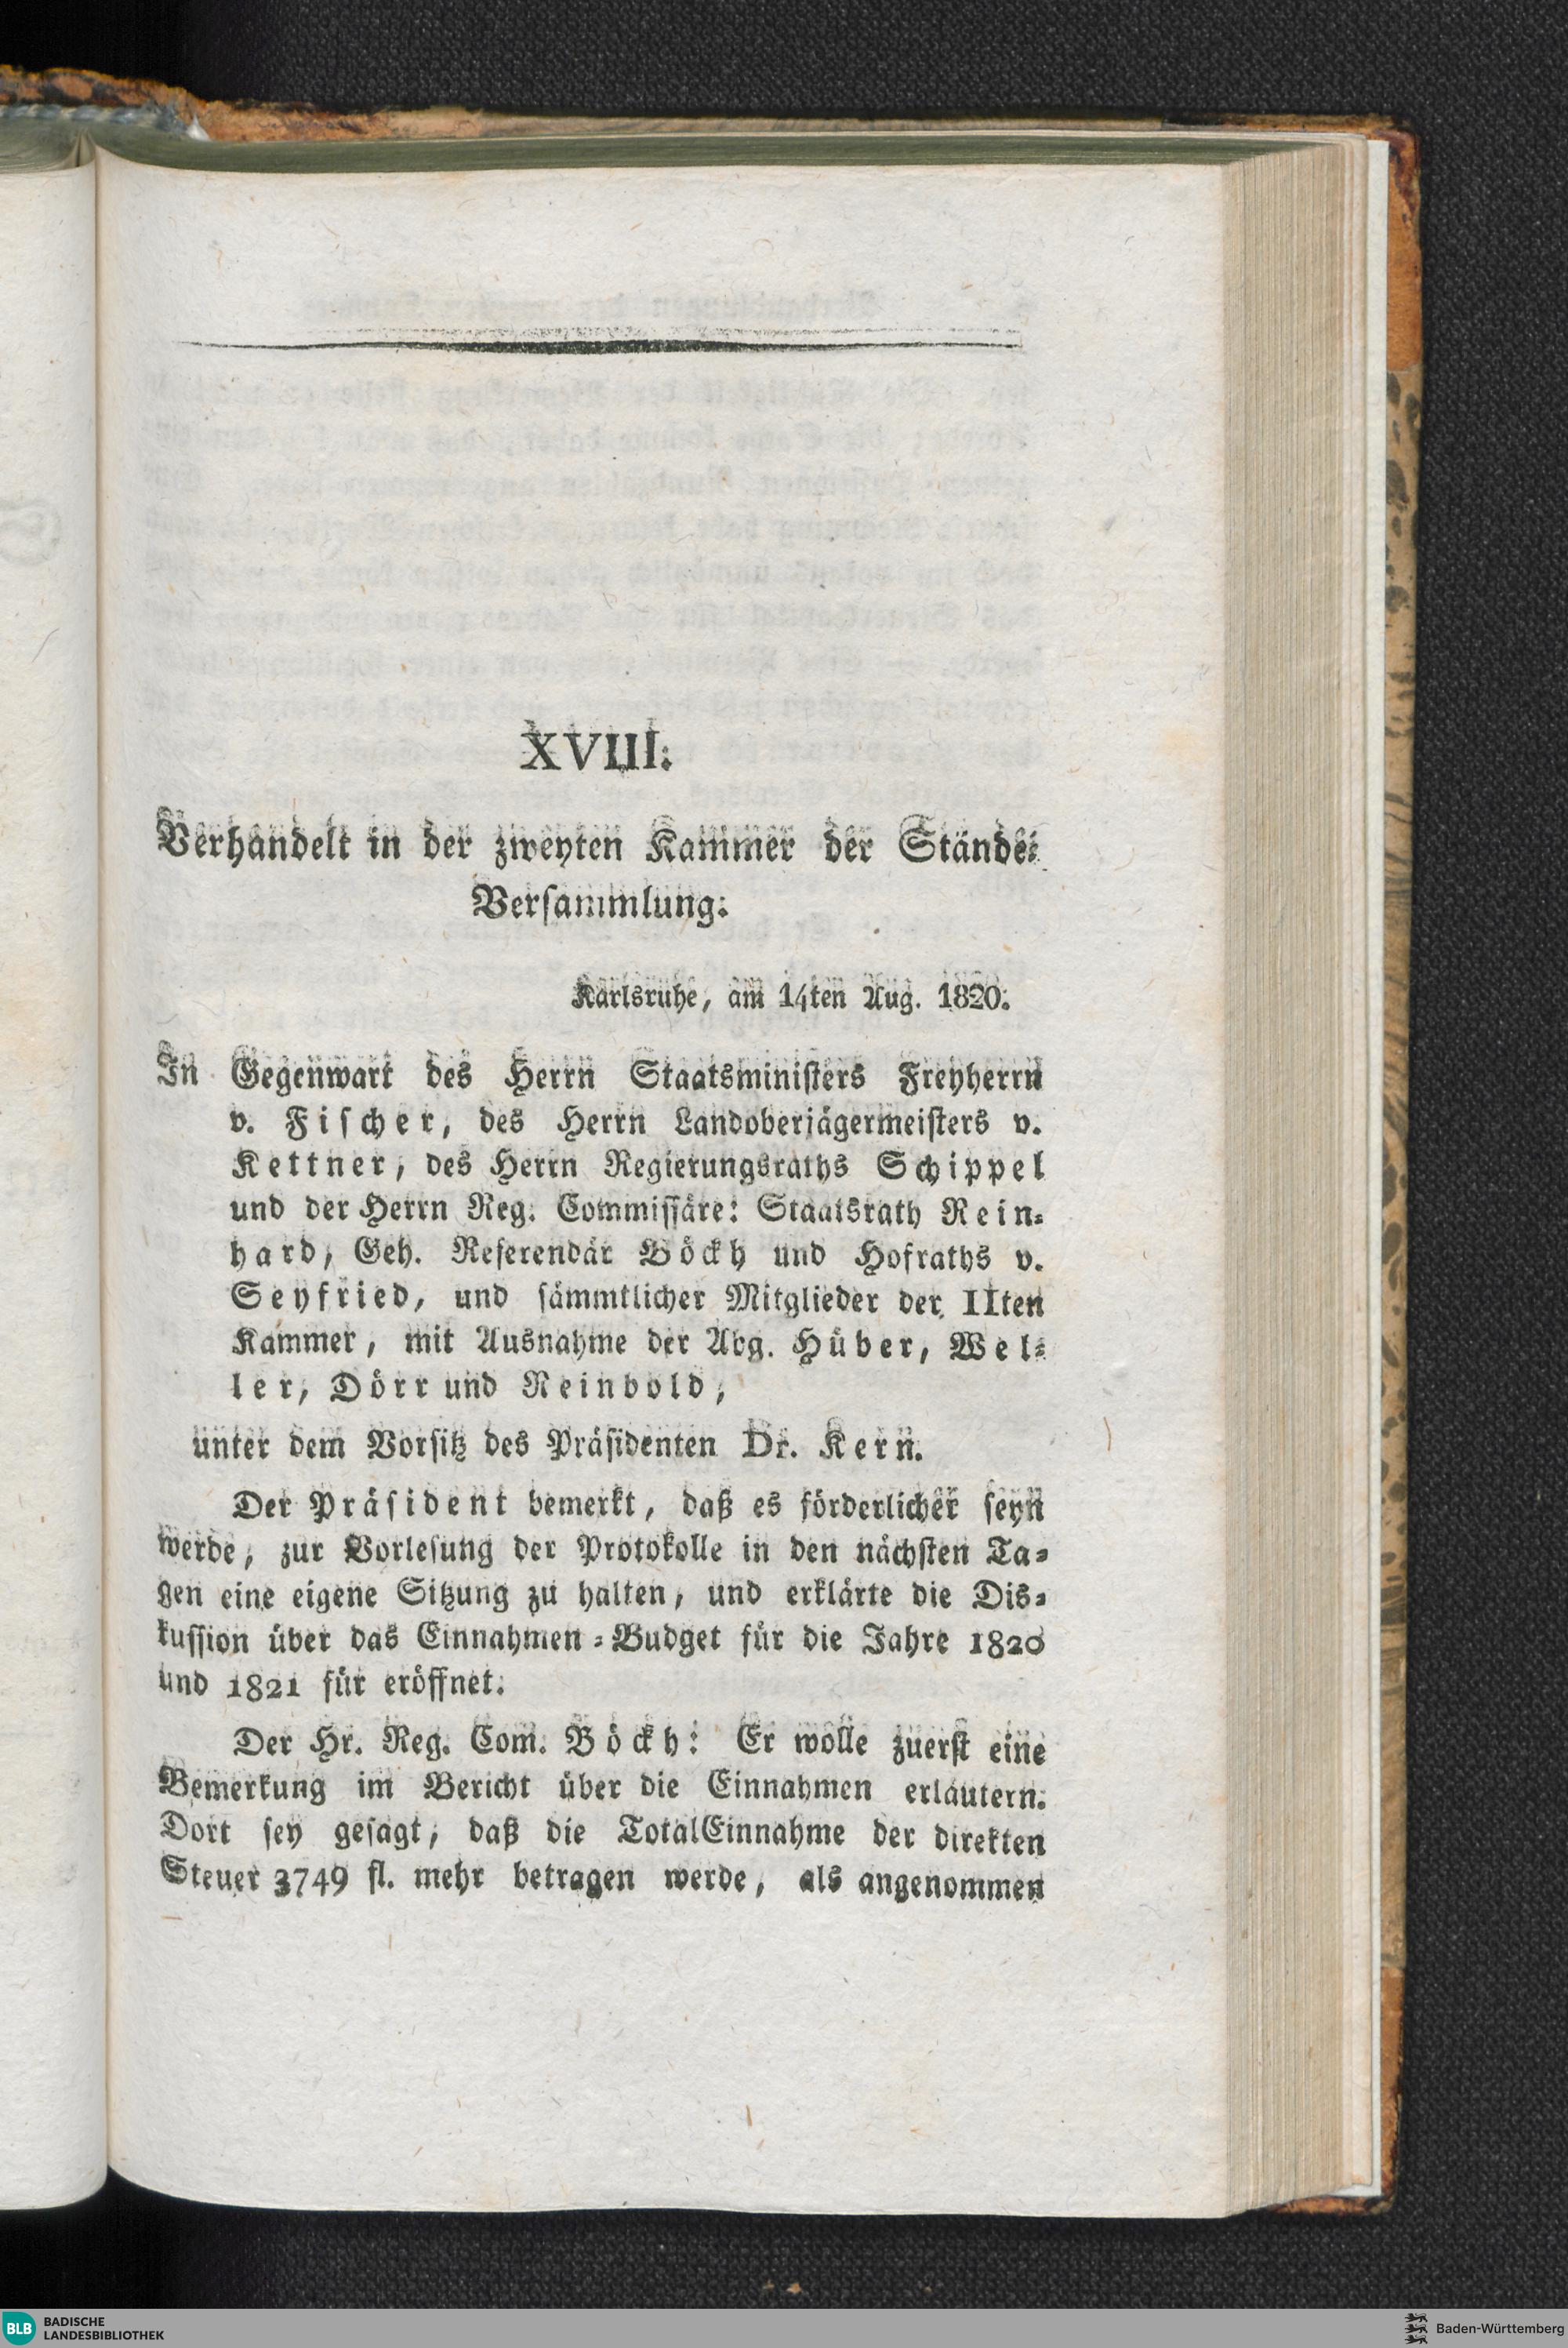 XVIII.
Verhandelt in der zweyten Kammer der Stände-
Versammlung.
Karlsruhe, am 14ten Aug. 1820.
In Gegenwart des Herrn Staatsministers Freyherrn
v. Fischer, des Herrn Landoberjägermeisters v.
Kettner, des Herrn Regierungsraths Schippel
und der Herrn Reg. Commissäre: Staatsrath Rein-
hard, Geh. Referendär Böckh und Hofraths v.
Seyfried, und sämmtlicher Mitglieder der IIten
Kammer, mit Ausnahme der Abg. Hüber, Wel-
ler, Dörr und Reinbold,
unter dem Vorsitz des Präsidenten Dr. Kern.
Der Präsident bemerkt, daß es förderlicher seyn
werde, zur Vorlesung der Protokolle in den nächsten Ta-
gen eine eigene Sitzung zu halten, und erklärte die Dis-
kussion über das Einnahmen-Budget für die Jahre 1820
und 1821 für eröffnet.
Der Hr. Reg. Com. Böckh: Er wolle zuerst eine
Bemerkung im Bericht über die Einnahmen erläutern.
Dort sey gesagt, daß die TotalEinnahme der direkten
Steuer 3749 fl. mehr betragen werde, als angenommen
BLB BADISCHE
LANDESBIBLIOTHEK
Baden-Württemberg